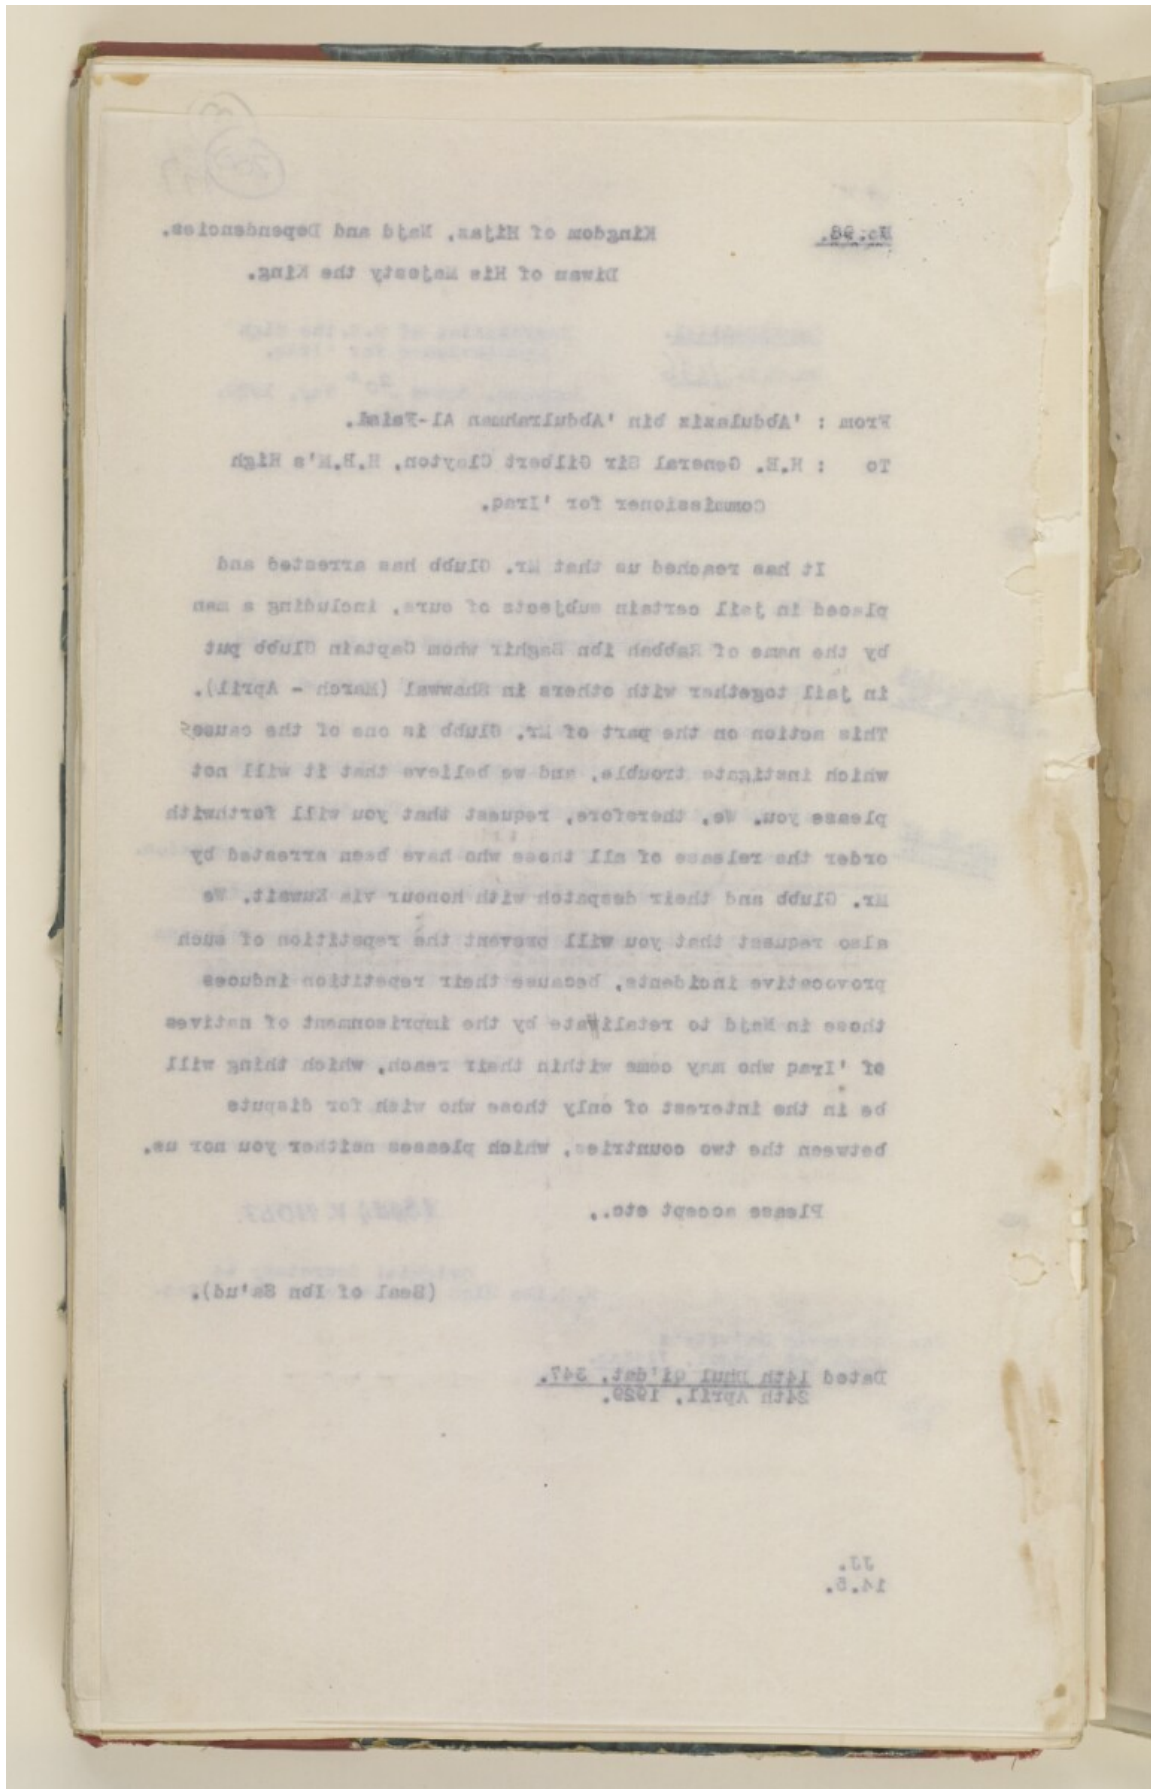 No. 98. Kingdom of Hijaz, Najd and Dependencies.
Diwan of His Majesty the King.
From : 'Abdulaziz bin 'Abdulrahman Al-Faisal.
To : H.E. General Sir Gilbert Clayton, H.B.M's High
Commissioner for 'Iraq.
It has reached us that Mr. Glubb has arrested and
placed in jail certain subjects of ours, including a man
by the name of Rabbah ibn Saghir whom Captain Glubb put
in jail together with others in Shawwal (March - April).
This action on the part of Mr. Glubb is one of the causes
which instigate trouble, and we believe that it will not
please you. We, therefore, request that you will forthwith
order the release of all those who have been arrested by
Mr. Glubb and their despatch with honour via Kuwait. We
also request that you will prevent the repetition of such
provocative incidents, because their repetition induces
those in Najd to retaliate by the imprisonment of natives
of 'Iraq who may come within their reach, which thing will
be in the interest of only those who wish for dispute
between the two countries, which pleases neither you nor us.
Please accept etc.,
(Seal of Ibn Sa'ud).
Dated 14th Dhul Qi'dat, 347.
24th April, 1929.
JJ.
14.5.